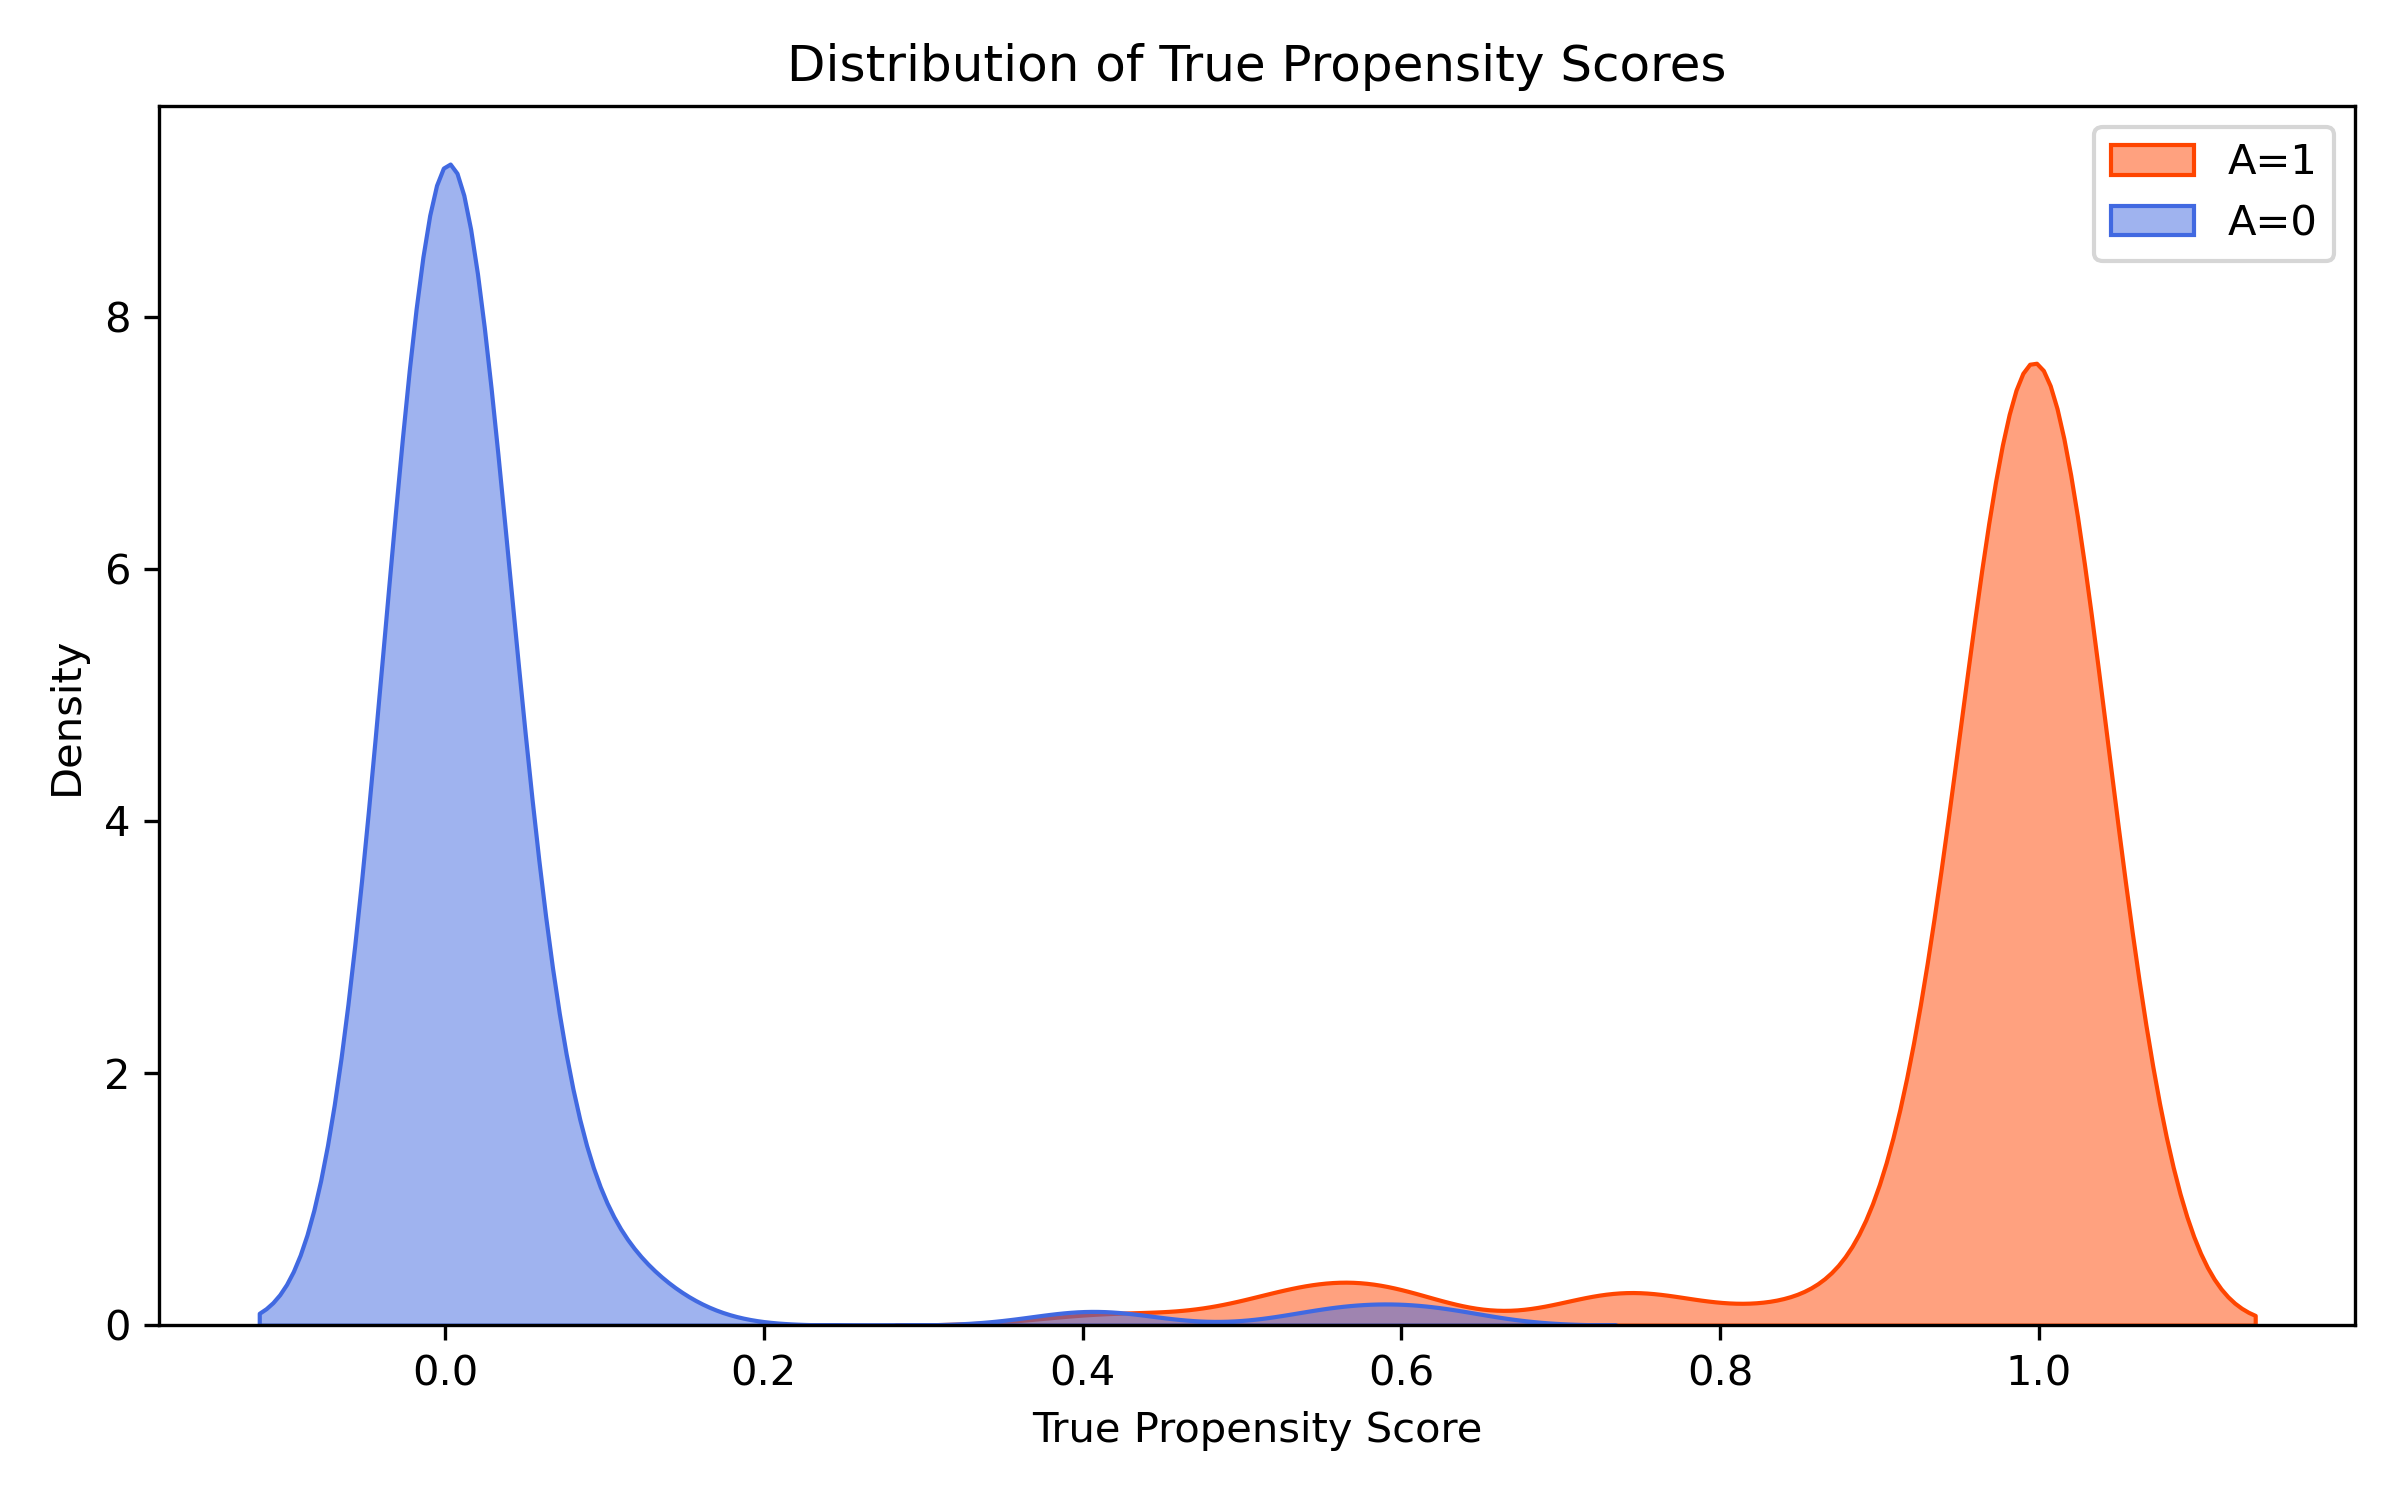 Distribution of True Propensity Scores
A=1
A=0
Density
8
6
4
2
0
0.0 0.2 0.4 0.6 0.8 1.0
True Propensity Score